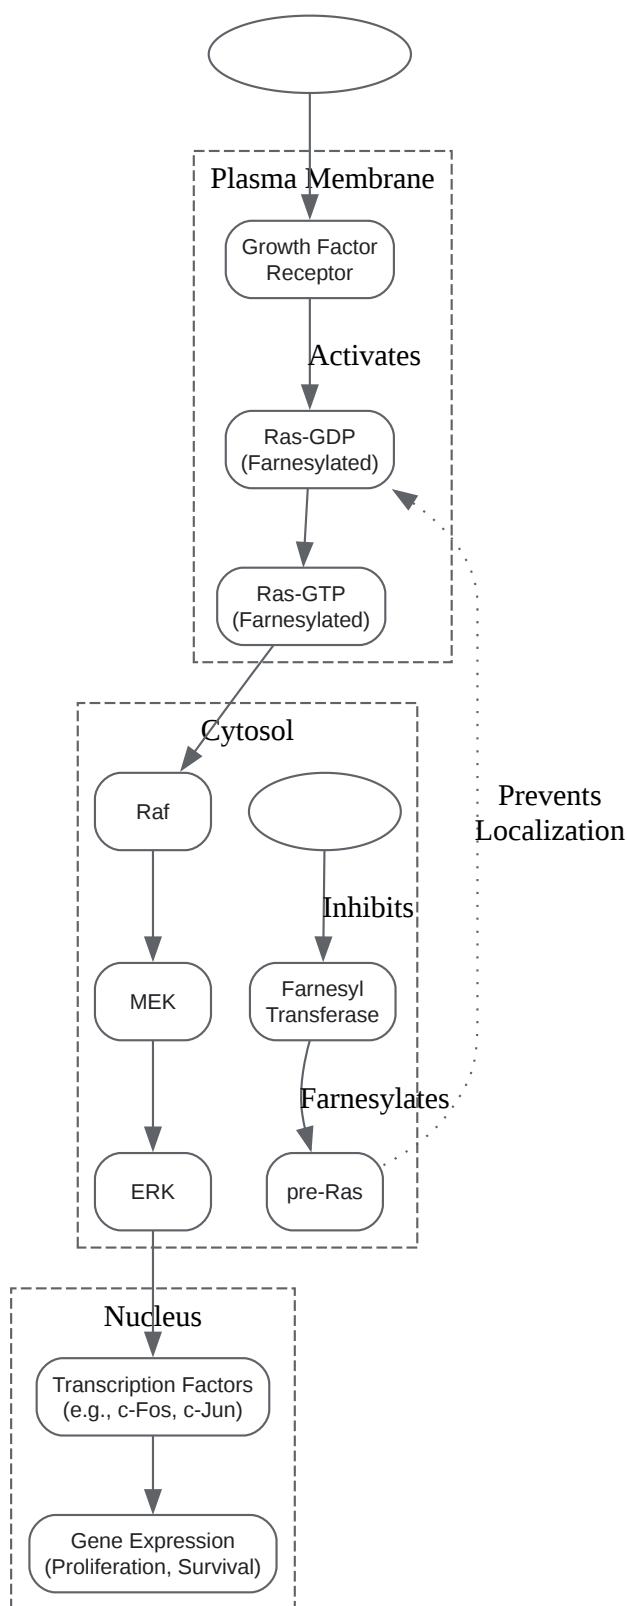 Plasma Membrane
Growth Factor
Receptor
Activates
Ras-GDP
(Farnesylated)
Ras-GTP
(Farnesylated)
Cytosol
Raf
Prevents
Localization
Inhibits
MEK
Farnesyl
Transferase
Farnesylates
ERK
pre-Ras
Nucleus
Transcription Factors
(e.g., c-Fos, c-Jun)
Gene Expression
(Proliferation, Survival)